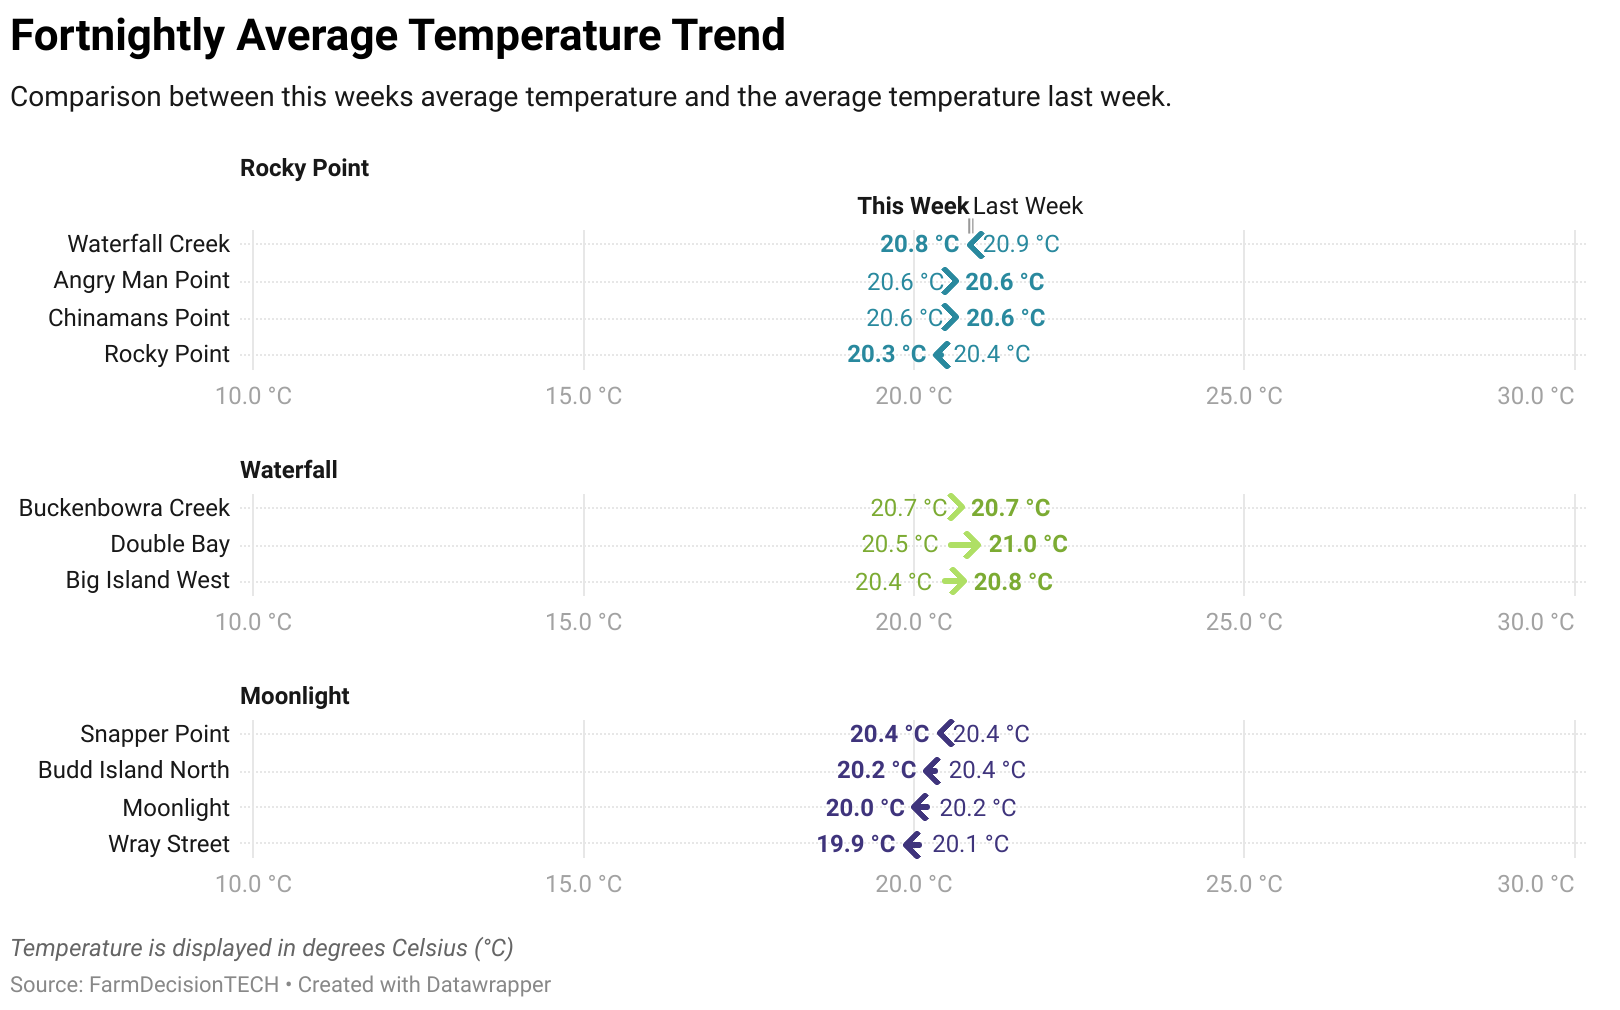 Fortnightly Average Temperature Trend
Comparison between this weeks average temperature and the average temperature last week.
Rocky Point
This Week Last Week
Waterfall Creek 20.8 °C 20.9 °C
Angry Man Point 20.6 °C 20.6 °C
Chinamans Point 20.6 °C 20.6 °C
Rocky Point 20.3 °C 20.4 °C
10.0 °C 15.0 °C 20.0 °C 25.0 °C 30.0 °C
Waterfall
Buckenbowra Creek 20.7 °C 20.7 °C
Double Bay 20.5 °C 21.0 °C
Big Island West 20.4 °C 20.8 °C
10.0 °C 15.0 °C 20.0 °C 25.0 °C 30.0 °C
Moonlight
Snapper Point 20.4 °C 20.4 °C
Budd Island North 20.2 °C 20.4 °C
Moonlight 20.0 °C 20.2 °C
Wray Street 19.9 °C 20.1 °C
10.0 °C 15.0 °C 20.0 °C 25.0 °C 30.0 °C
Temperature is displayed in degrees Celsius (°C)
Source: FarmDecisionTECH • Created with Datawrapper